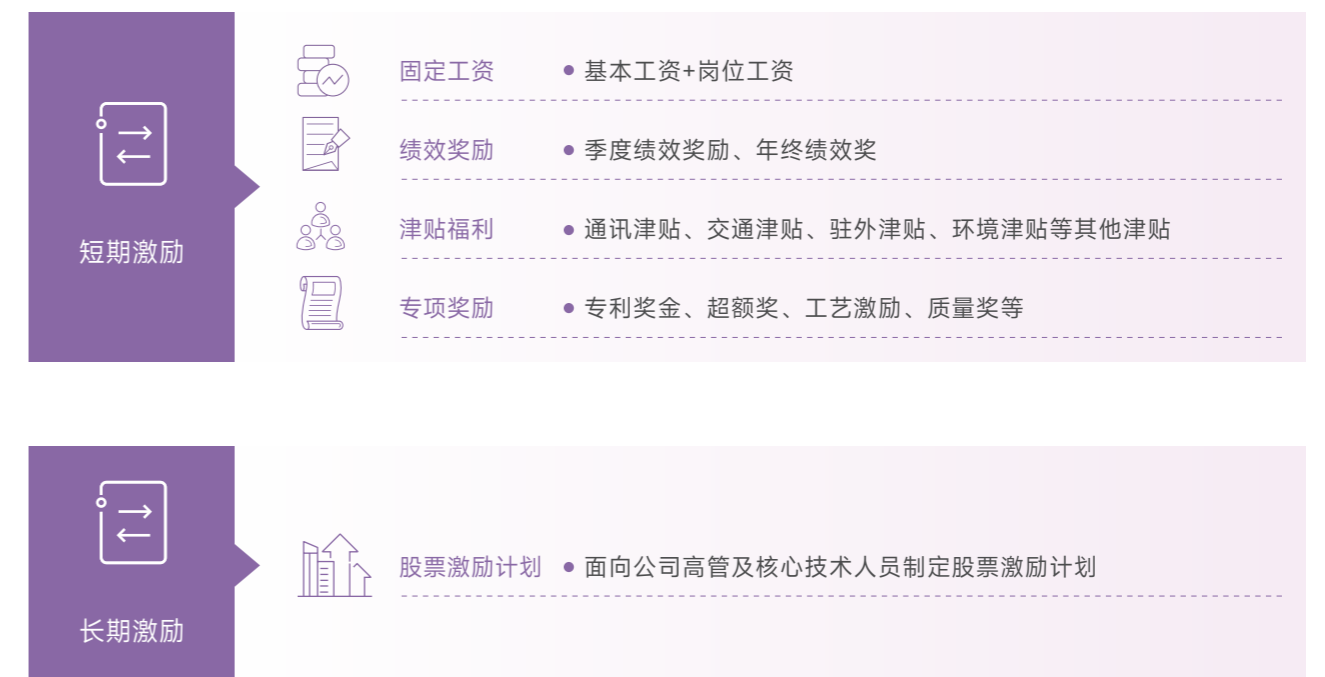 短期激励
固定工资 ● 基本工资+岗位工资
绩效奖励 ● 季度绩效奖励、年终绩效奖
津贴福利 ● 通讯津贴、交通津贴、驻外津贴、环境津贴等其他津贴
专项奖励 ● 专利奖金、超额奖、工艺激励、质量奖等
长期激励
股票激励计划 ● 面向公司高管及核心技术人员制定股票激励计划